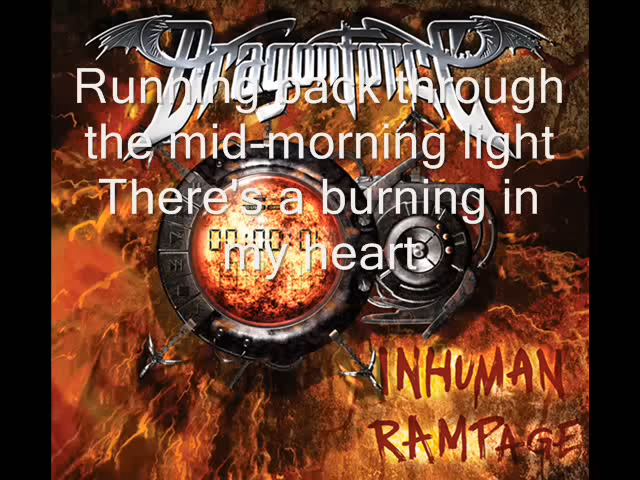 DRAGONFORCE
Running back through
the mid-morning light
There's a burning in
my heart
INHUMAN
RAMPAGE